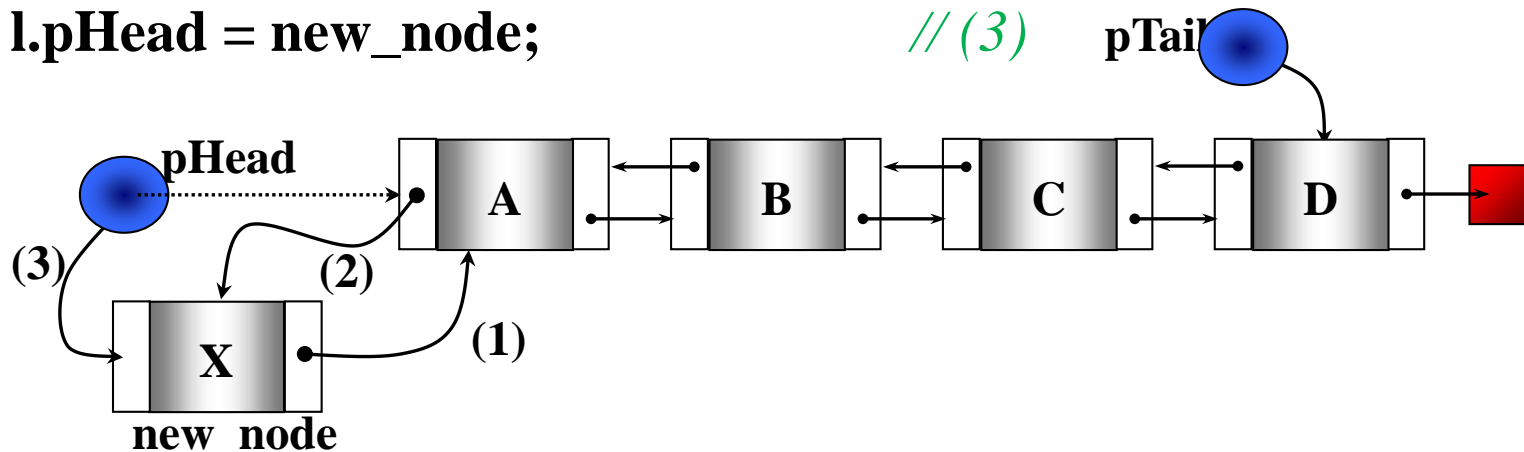 l.pHead = new_node; // (3) pTail
pHead
A B C D
(3) (2)
(1)
X
new node